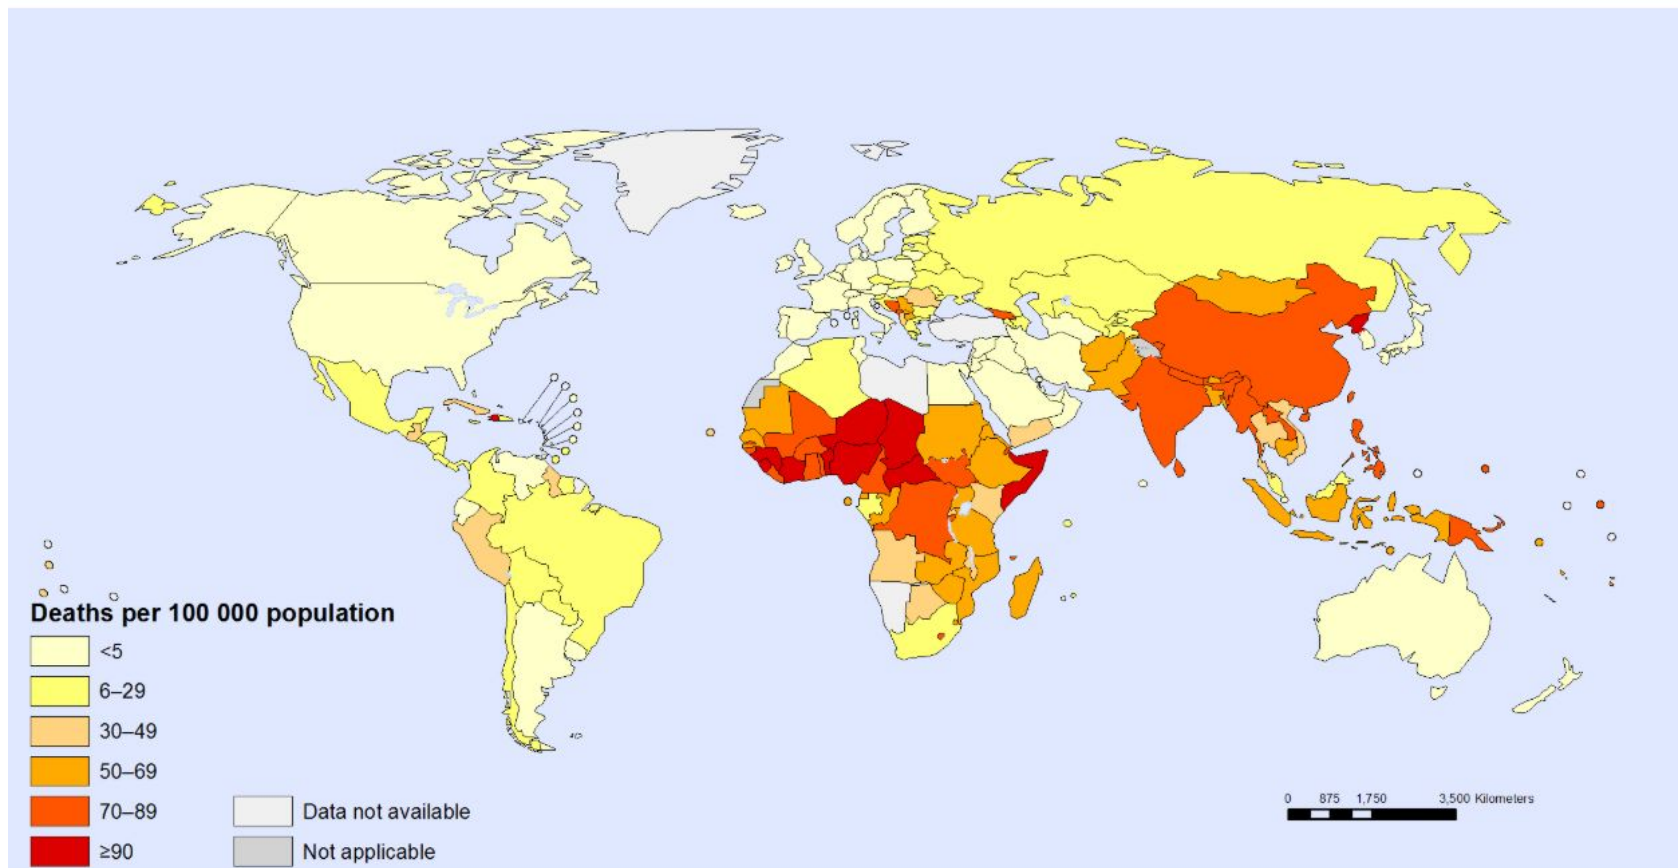 Deaths per 100 000 population
<5
6–29
30–49
50–69
70–89
≥90
Data not available
Not applicable
0 875 1,750 3,500 Kilometers